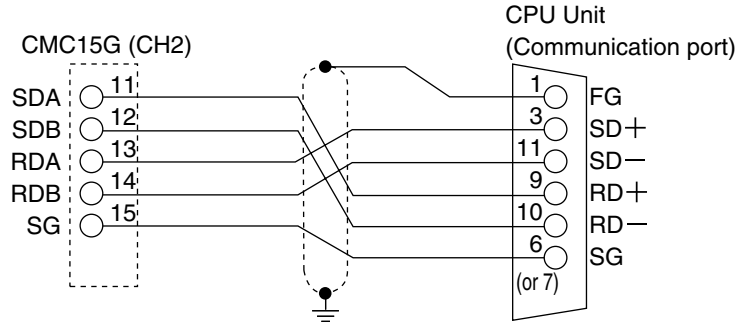 CPU Unit
CMC15G (CH2)
(Communication port)
SDA 11 1 FG
SDB 12 3 SD+
RDA 13 11 SD−
RDB 14 9 RD+
SG 15 10 RD−
6 SG
(or 7)